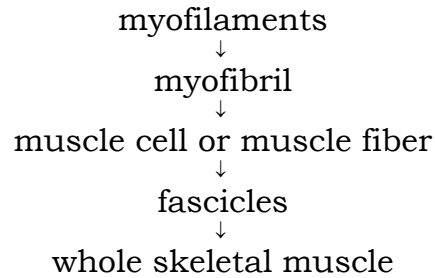 myofilaments
↓
myofibril
↓
muscle cell or muscle fiber
↓
fascicles
↓
whole skeletal muscle